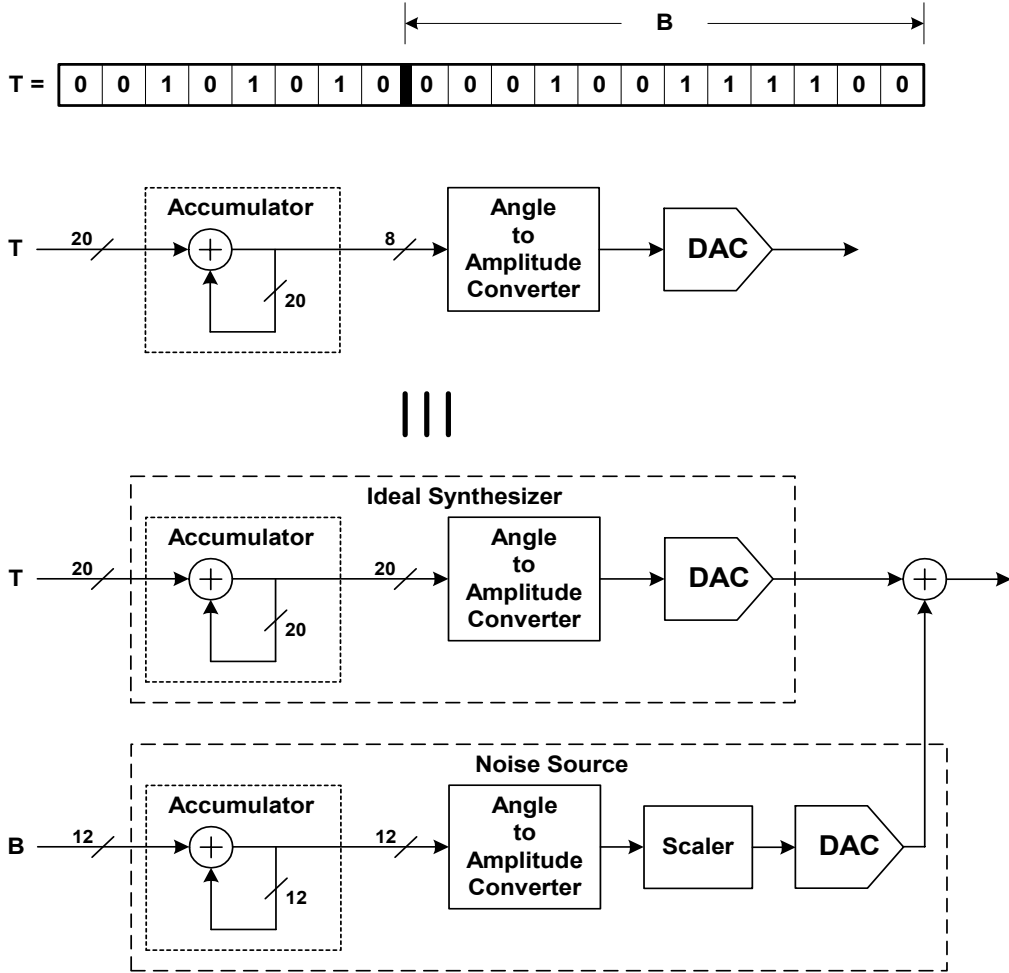 B
T = 0 0 1 0 1 0 1 0 0 0 0 1 0 0 1 1 1 1 0 0
Accumulator
T
20
20
8
Angle
to
Amplitude
Converter
DAC
Ideal Synthesizer
Accumulator
T
20
20
20
Angle
to
Amplitude
Converter
DAC
Noise Source
Accumulator
B
12
12
12
Angle
to
Amplitude
Converter
Scaler
DAC